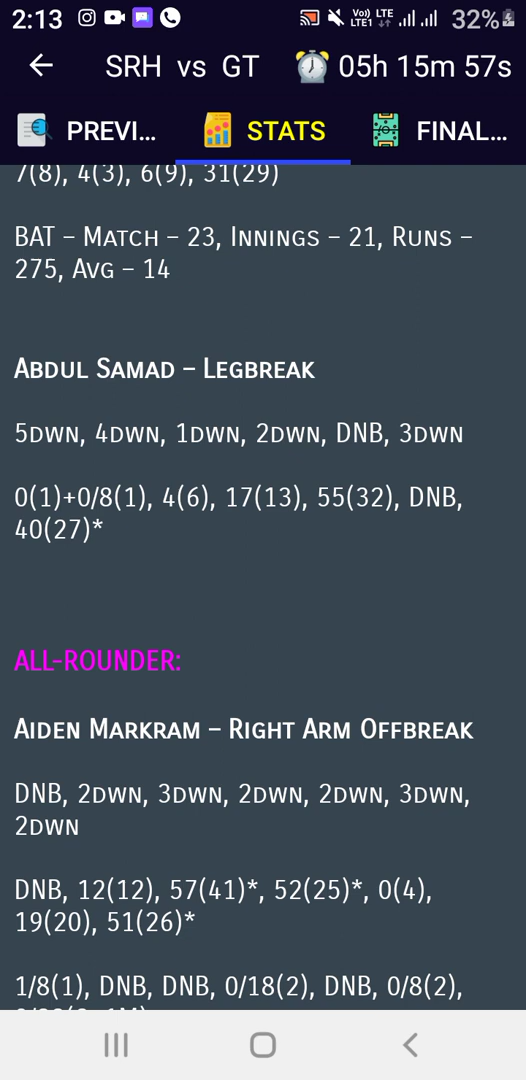 2:13 Vo)) LTE LTE1 32%
SRH vs GT 05h 15m 57s
PREVI... STATS FINAL...
7(8), 4(3), 6(9), 31(29)
BAT – Match – 23, Innings – 21, Runs –
275, Avg – 14
Abdul Samad – Legbreak
5dwn, 4dwn, 1dwn, 2dwn, DNB, 3dwn
0(1)+0/8(1), 4(6), 17(13), 55(32), DNB,
40(27)*
ALL-ROUNDER:
Aiden Markram – Right Arm Offbreak
DNB, 2dwn, 3dwn, 2dwn, 2dwn, 3dwn,
2dwn
DNB, 12(12), 57(41)*, 52(25)*, 0(4),
19(20), 51(26)*
1/8(1), DNB, DNB, 0/18(2), DNB, 0/8(2),